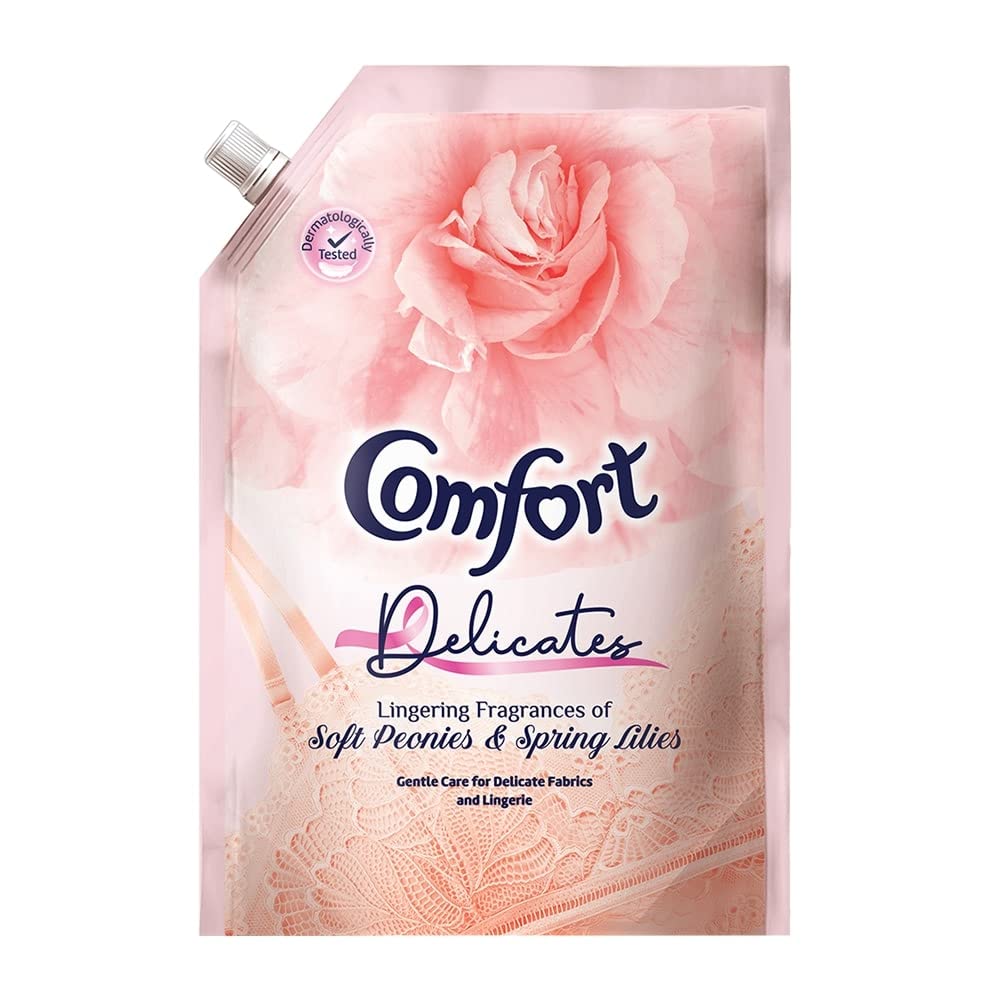 Dermatologically
Tested
Comfort
Delicates
Lingering Fragrances of
Soft Peonies & Spring Lilies
Gentle Care for Delicate Fabrics
and Lingerie